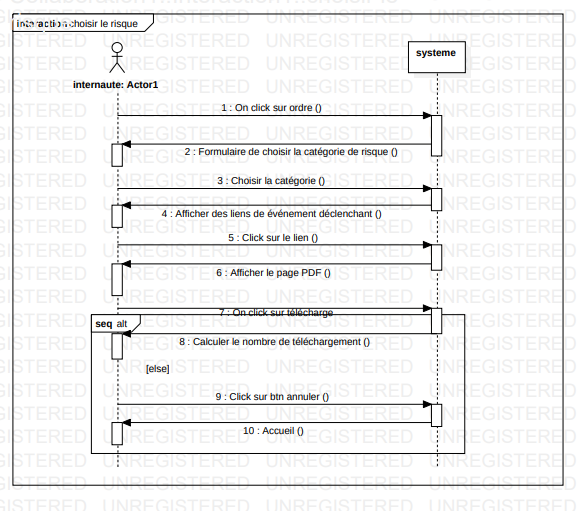 interaction choisir le risque
systeme
internaute: Actor1
1 : On click sur ordre ()
2 : Formulaire de choisir la catégorie de risque ()
3 : Choisir la catégorie ()
4 : Afficher des liens de événement déclenchant ()
5 : Click sur le lien ()
6 : Afficher le page PDF ()
7 : On click sur télécharge
seq alt
8 : Calculer le nombre de téléchargement ()
[else]
9 : Click sur btn annuler ()
10 : Accueil ()
UNREGISTERED